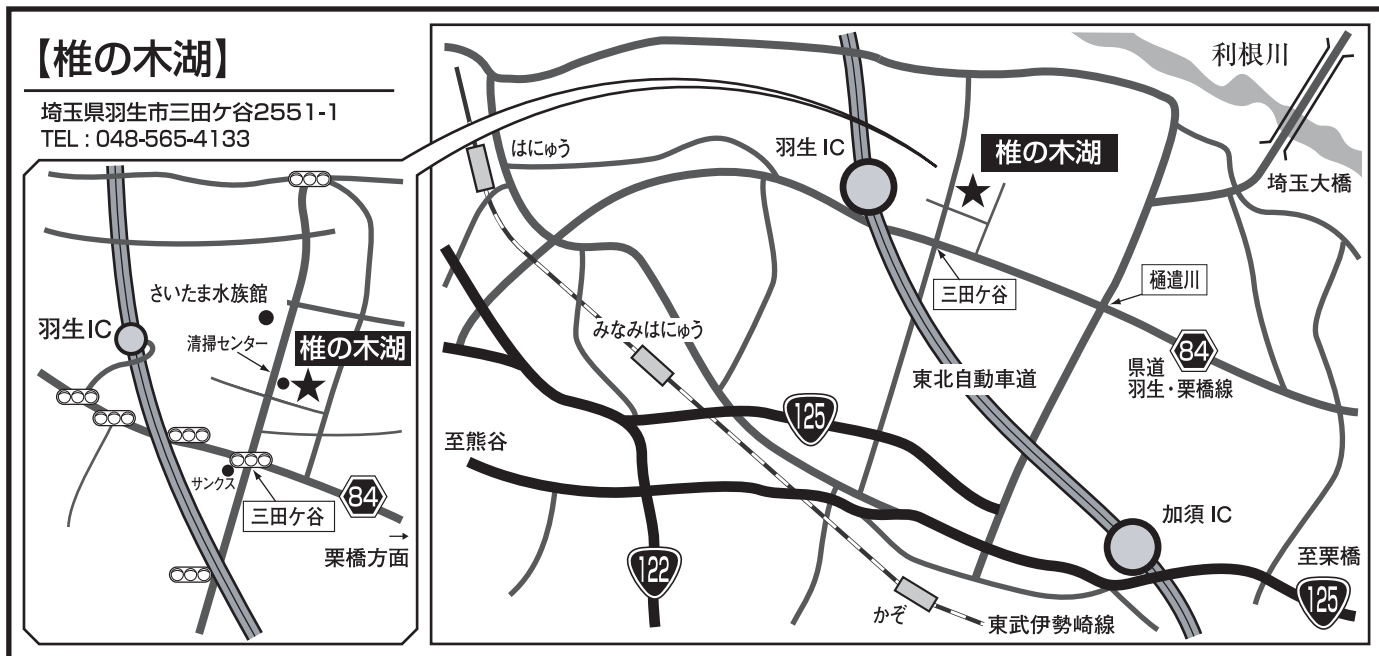 【椎の木湖】
埼玉県羽生市三田ケ谷2551-1
TEL : 048-565-4133
さいたま水族館
羽生IC
清掃センター
椎の木湖
サンクス
三田ケ谷
84
→
栗橋方面
利根川
はにゅう
羽生 IC
椎の木湖
埼玉大橋
三田ケ谷
樋遣川
みなみはにゅう
84
県道
羽生・栗橋線
東北自動車道
125
至熊谷
加須 IC
至栗橋
122
125
かぞ
東武伊勢崎線